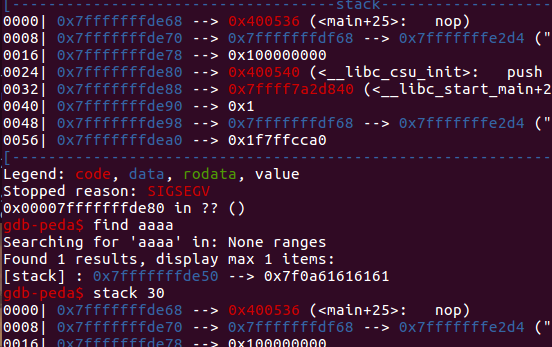 [------------------------------------stack-------------------
0000| 0x7fffffffde68 --> 0x400536 (<main+25>: nop)
0008| 0x7fffffffde70 --> 0x7fffffffdf68 --> 0x7fffffffe2d4 ("
0016| 0x7fffffffde78 --> 0x100000000
0024| 0x7fffffffde80 --> 0x400540 (<__libc_csu_init>: push
0032| 0x7fffffffde88 --> 0x7ffff7a2d840 (<__libc_start_main+2
0040| 0x7fffffffde90 --> 0x1
0048| 0x7fffffffde98 --> 0x7fffffffdf68 --> 0x7fffffffe2d4 ("
0056| 0x7fffffffdea0 --> 0x1f7ffcca0
[------------------------------------------------------------
Legend: code, data, rodata, value
Stopped reason: SIGSEGV
0x00007fffffffde80 in ?? ()
gdb-peda$ find aaaa
Searching for 'aaaa' in: None ranges
Found 1 results, display max 1 items:
[stack] : 0x7fffffffde50 --> 0x7f0a61616161
gdb-peda$ stack 30
0000| 0x7fffffffde68 --> 0x400536 (<main+25>: nop)
0008| 0x7fffffffde70 --> 0x7fffffffdf68 --> 0x7fffffffe2d4 ("
0016| 0x7fffffffde78 --> 0x100000000